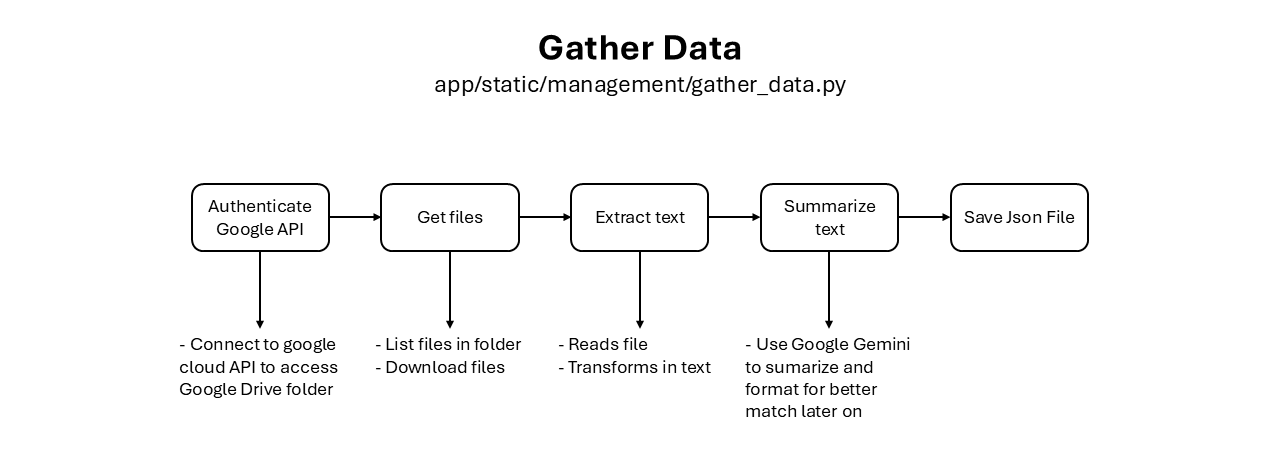 Gather Data
app/static/management/gather_data.py
Authenticate
Google API
Get files
Extract text
Summarize
text
Save Json File
- Connect to google
cloud API to access
Google Drive folder
- List files in folder
- Download files
- Reads file
- Transforms in text
- Use Google Gemini
to sumarize and
format for better
match later on